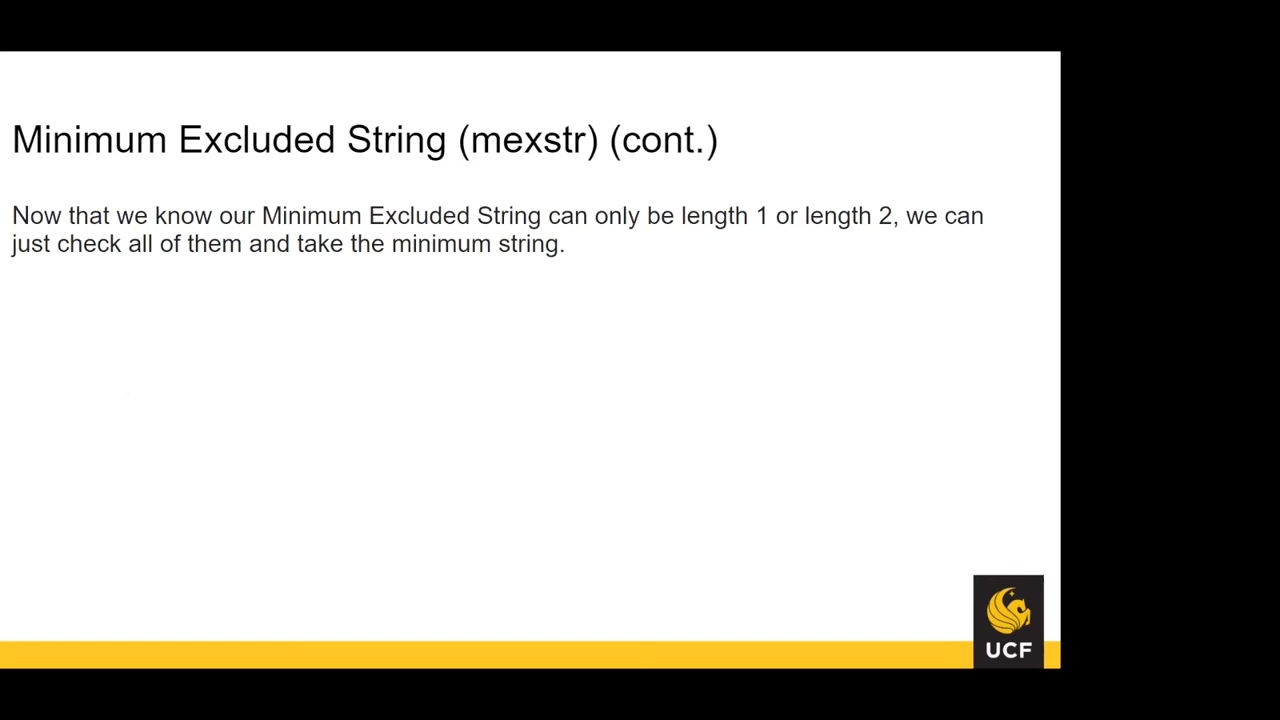 Minimum Excluded String (mexstr) (cont.)
Now that we know our Minimum Excluded String can only be length 1 or length 2, we can
just check all of them and take the minimum string.
UCF